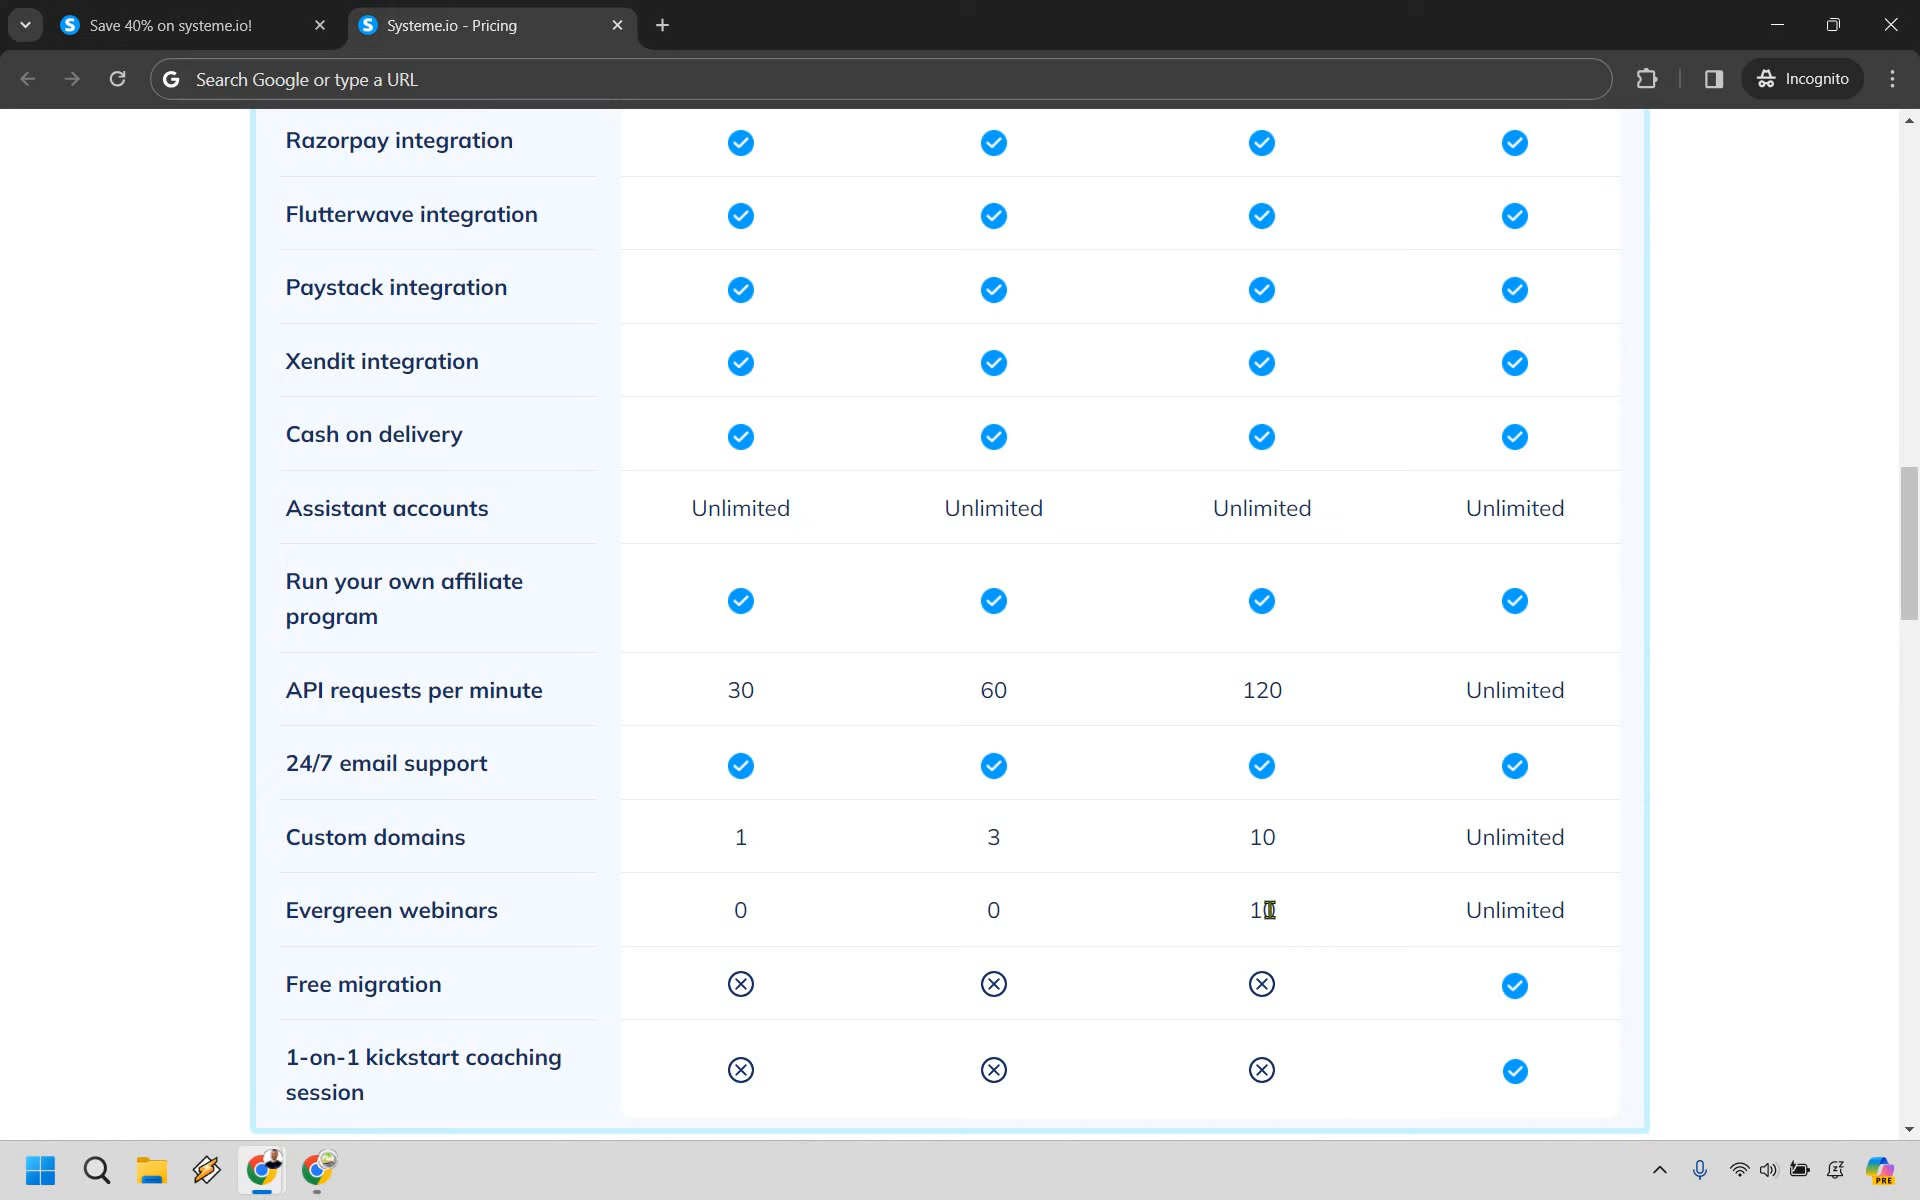 Save 40% on systeme.io!
Systeme.io - Pricing
Search Google or type a URL
Incognito
Razorpay integration
Flutterwave integration
Paystack integration
Xendit integration
Cash on delivery
Assistant accounts Unlimited Unlimited Unlimited Unlimited
Run your own affiliate
program
API requests per minute 30 60 120 Unlimited
24/7 email support
Custom domains 1 3 10 Unlimited
Evergreen webinars 0 0 10 Unlimited
Free migration
1-on-1 kickstart coaching
session
PRE